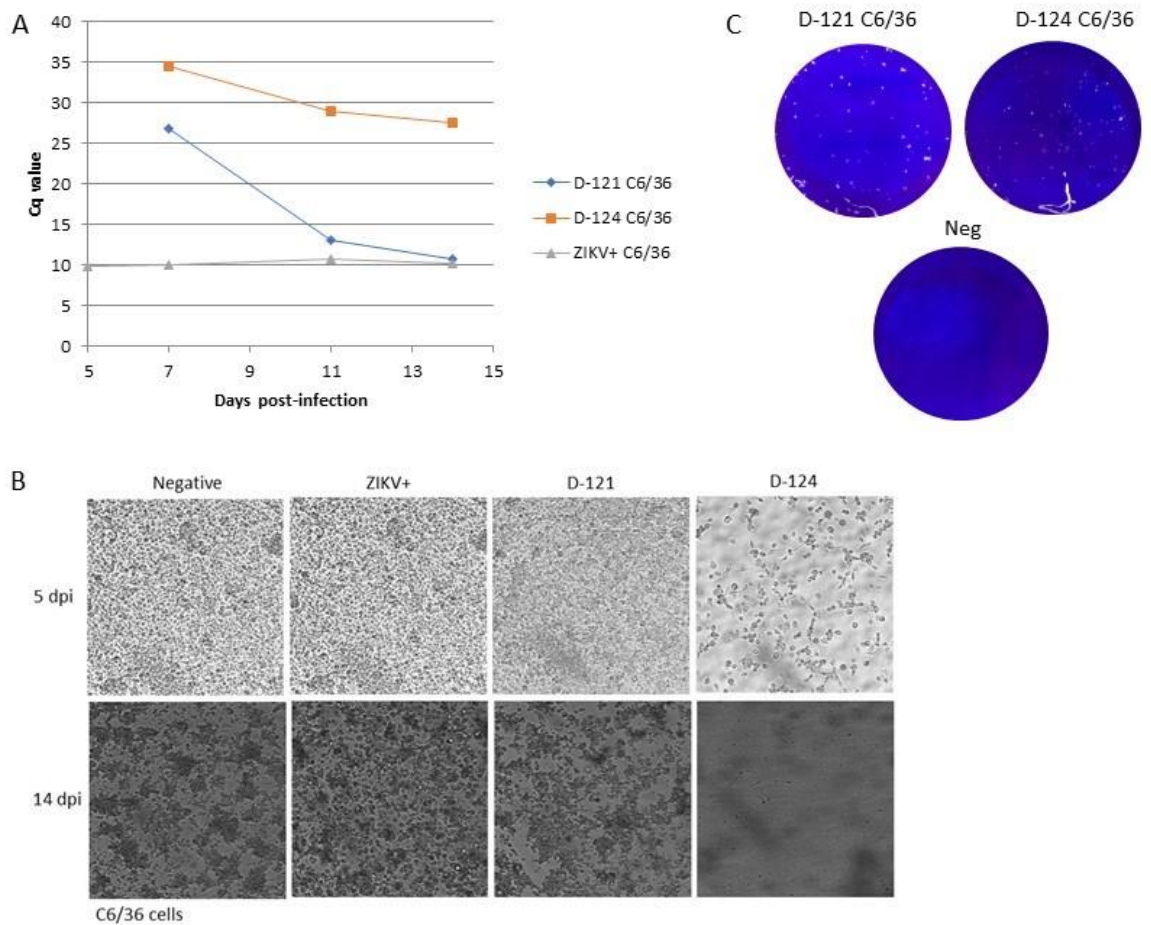 A
40
35
30
25
20
15
10
5
0
Cq value
5 7 9 11 13 15
Days post-infection
D-121 C6/36
D-124 C6/36
ZIKV+ C6/36
C
D-121 C6/36 D-124 C6/36
Neg
B
Negative ZIKV+ D-121 D-124
5 dpi
14 dpi
C6/36 cells